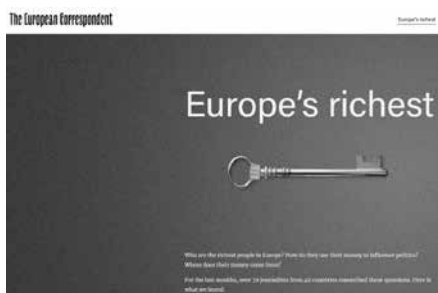 The European Correspondent
Europe's richest
Europe's richest
Who are the richest people in Europe? How do they use their money to influence politics?
Where does their money come from?
For the last months, over 70 journalists from 40 countries researched these questions. Here is
what we learned.